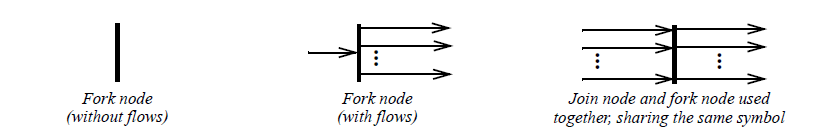 Fork node
(without flows)
Fork node
(with flows)
Join node and fork node used
together, sharing the same symbol